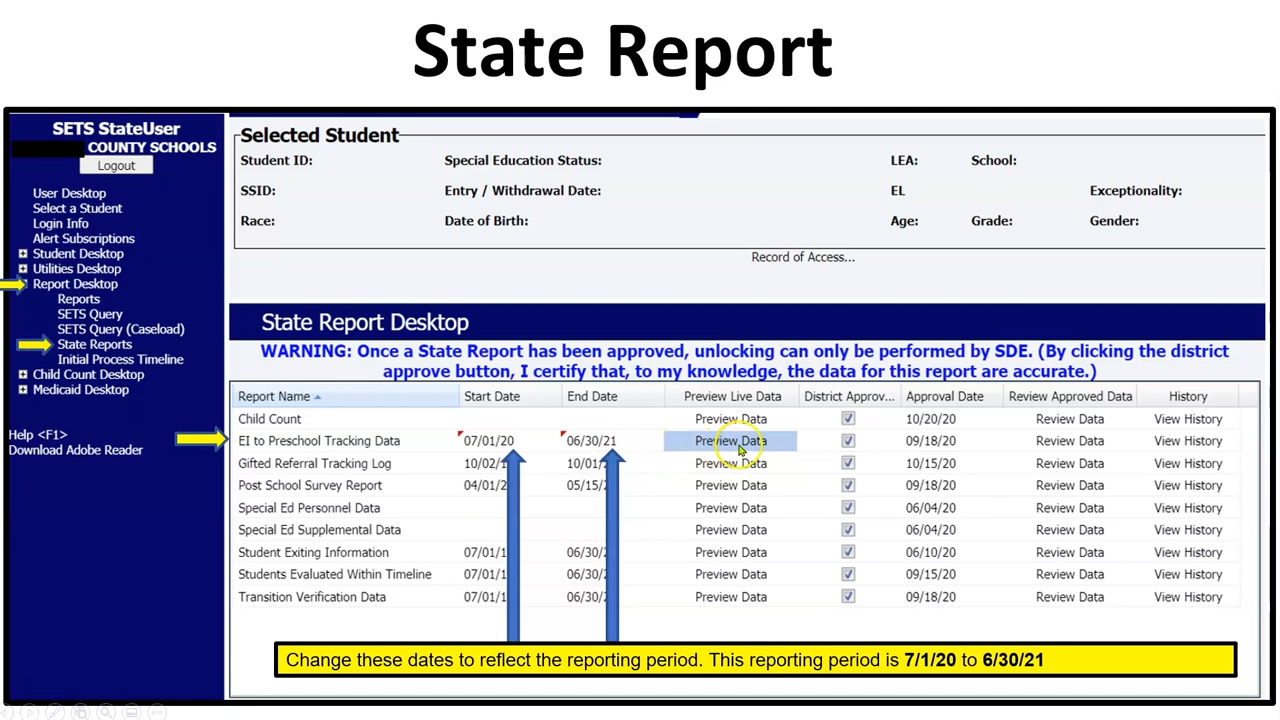 State Report
SETS StateUser
COUNTY SCHOOLS
Logout
User Desktop
Select a Student
Login Info
Alert Subscriptions
Student Desktop
Utilities Desktop
Report Desktop
Reports
SETS Query
SETS Query (Caseload)
State Reports
Initial Process Timeline
Child Count Desktop
Medicaid Desktop
Help <F1>
Download Adobe Reader
Selected Student
Student ID: Special Education Status: LEA: School:
SSID: Entry / Withdrawal Date: EL Exceptionality:
Race: Date of Birth: Age: Grade: Gender:
Record of Access...
State Report Desktop
WARNING: Once a State Report has been approved, unlocking can only be performed by SDE. (By clicking the district
approve button, I certify that, to my knowledge, the data for this report are accurate.)
Report Name Start Date End Date Preview Live Data District Approv... Approval Date Review Approved Data History
Child Count Preview Data 10/20/20 Review Data View History
EI to Preschool Tracking Data 07/01/20 06/30/21 Preview Data 09/18/20 Review Data View History
Gifted Referral Tracking Log Preview Data 10/15/20 Review Data View History
Post School Survey Report Preview Data 09/18/20 Review Data View History
Special Ed Personnel Data Preview Data 06/04/20 Review Data View History
Special Ed Supplemental Data Preview Data 06/04/20 Review Data View History
Student Exiting Information Preview Data 06/10/20 Review Data View History
Students Evaluated Within Timeline Preview Data 09/15/20 Review Data View History
Transition Verification Data Preview Data 09/18/20 Review Data View History
Change these dates to reflect the reporting period. This reporting period is 7/1/20 to 6/30/21